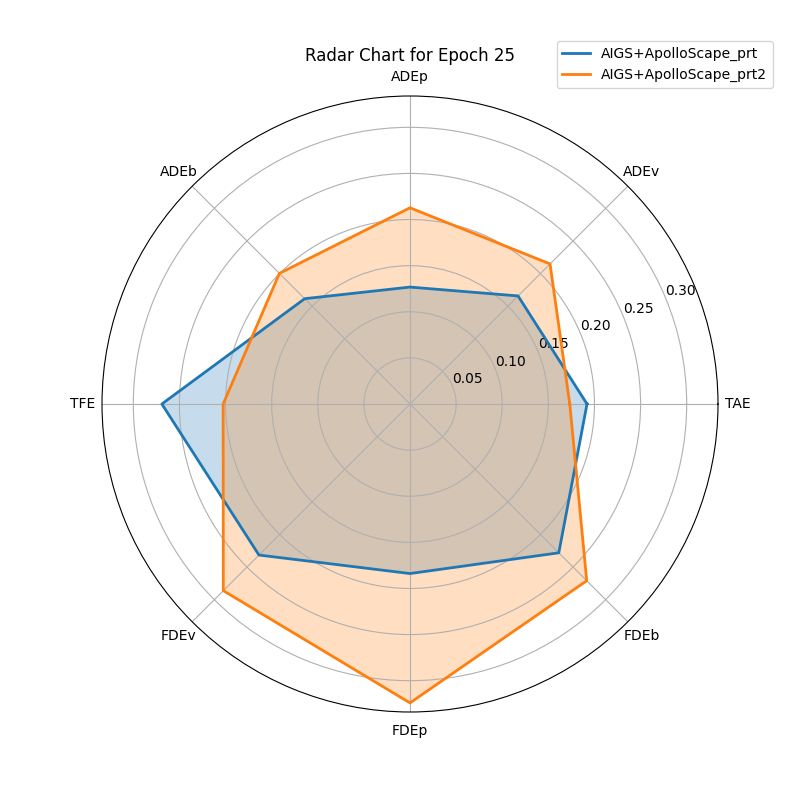 Radar Chart for Epoch 25
AIGS+ApolloScape_prt
AIGS+ApolloScape_prt2
ADEp
ADEb
ADEv
0.30
0.25
0.20
0.15
0.10
0.05
TFE
TAE
FDEv
FDEb
FDEp